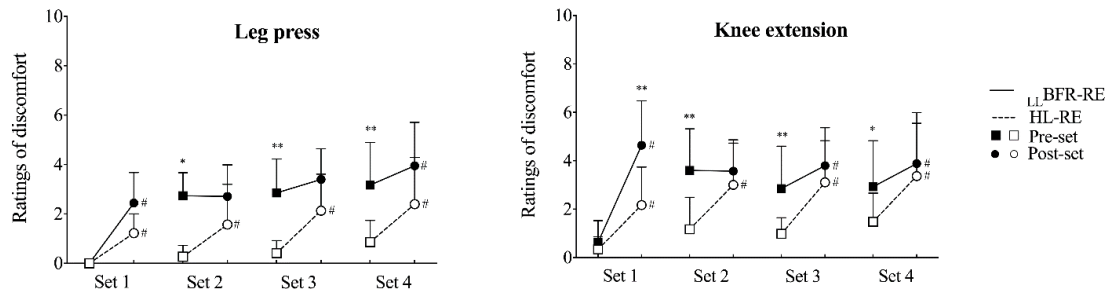 Leg press
Ratings of discomfort
10
8
6
4
2
0
* ** **
# # # # # # #
Set 1 Set 2 Set 3 Set 4
Knee extension
Ratings of discomfort
10
8
6
4
2
0
** ** ** *
# # # # # # #
Set 1 Set 2 Set 3 Set 4
LLBFR-RE
HL-RE
Pre-set
Post-set